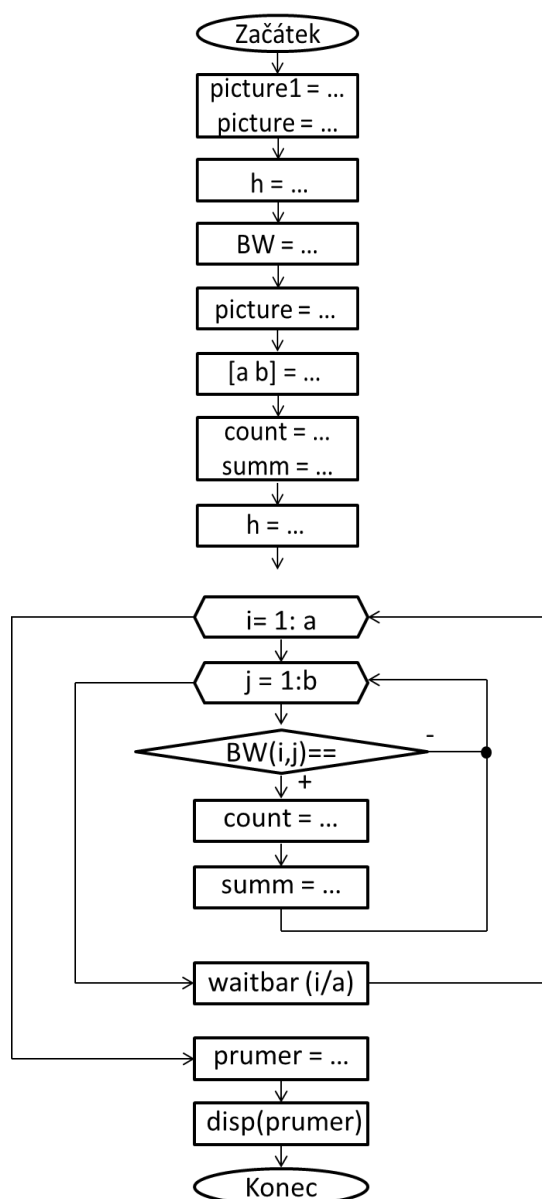 Začátek
picture1 = ...
picture = ...
h = ...
BW = ...
picture = ...
[a b] = ...
count = ...
summ = ...
h = ...
i= 1: a
j = 1:b
BW(i,j)==
-
+
count = ...
summ = ...
waitbar (i/a)
prumer = ...
disp(prumer)
Konec